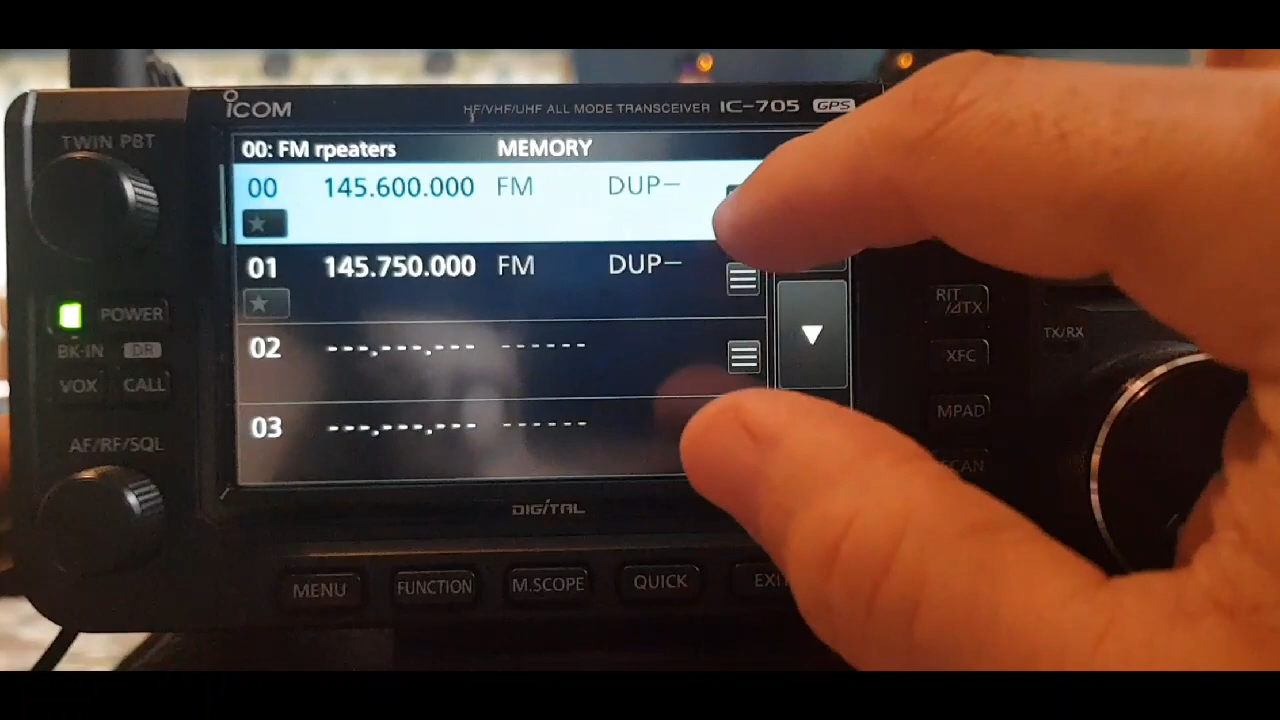 ICOM HF/VHF/UHF ALL MODE TRANSCEIVER IC-705 GPS
TWIN PBT
00: FM rpeaters MEMORY
00 145.600.000 FM DUP−
01 145.750.000 FM DUP−
02 ---.---.--- ------
03 ---.---.--- ------
POWER
BK-IN DR
VOX CALL
AF/RF/SQL
RIT/⊿TX
TX/RX
XFC
MPAD
SCAN
DIGITAL
MENU FUNCTION M.SCOPE QUICK EXIT